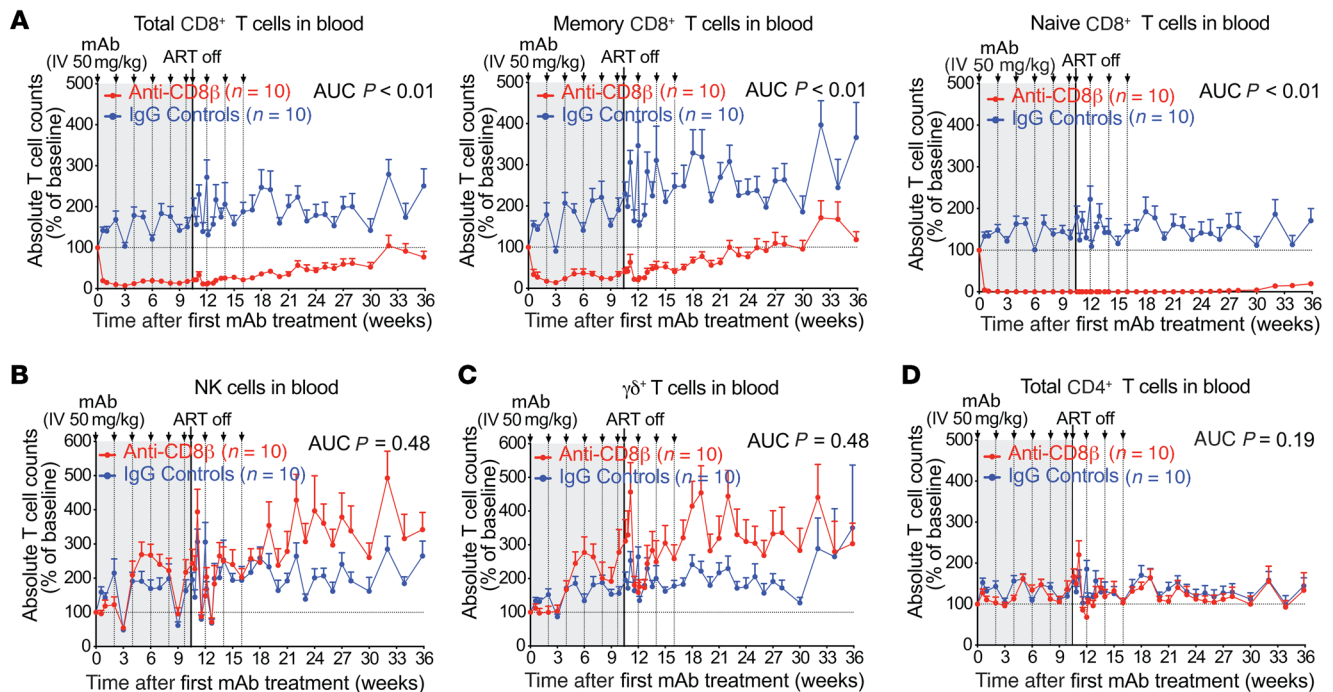 A
Total CD8+ T cells in blood
mAb
(IV 50 mg/kg)
ART off
Anti-CD8β (n = 10)
IgG Controls (n = 10)
AUC P < 0.01
Absolute T cell counts
(% of baseline)
500
400
300
200
100
0
0 6 9 12 15 18 21 24 27 30 33 36
Time after first mAb treatment (weeks)
Memory CD8+ T cells in blood
mAb
(IV 50 mg/kg)
ART off
Anti-CD8β (n = 10)
IgG Controls (n = 10)
AUC P < 0.01
Absolute T cell counts
(% of baseline)
500
400
300
200
100
0
0 3 6 9 12 15 18 21 24 27 30 33 36
Time after first mAb treatment (weeks)
Naive CD8+ T cells in blood
mAb
(IV 50 mg/kg)
ART off
Anti-CD8β (n = 10)
IgG Controls (n = 10)
AUC P < 0.01
Absolute T cell counts
(% of baseline)
500
400
300
200
100
0
0 3 6 9 12 15 18 21 24 27 30 33 36
Time after first mAb treatment (weeks)
B
NK cells in blood
mAb
(IV 50 mg/kg)
ART off
Anti-CD8β (n = 10)
IgG Controls (n = 10)
AUC P = 0.48
Absolute T cell counts
(% of baseline)
600
500
400
300
200
100
0
0 3 6 9 12 15 18 21 24 27 30 33 36
Time after first mAb treatment (weeks)
C
γδ+ T cells in blood
mAb
(IV 50 mg/kg)
ART off
Anti-CD8β (n = 10)
IgG Controls (n = 10)
AUC P = 0.48
Absolute T cell counts
(% of baseline)
600
500
400
300
200
100
0
0 3 6 9 12 15 18 21 24 27 30 33 36
Time after first mAb treatment (weeks)
D
Total CD4+ T cells in blood
mAb
(IV 50 mg/kg)
ART off
Anti-CD8β (n = 10)
IgG Controls (n = 10)
AUC P = 0.19
Absolute T cell counts
(% of baseline)
500
400
300
200
100
0
0 3 6 9 12 15 18 21 24 27 30 33 36
Time after first mAb treatment (weeks)